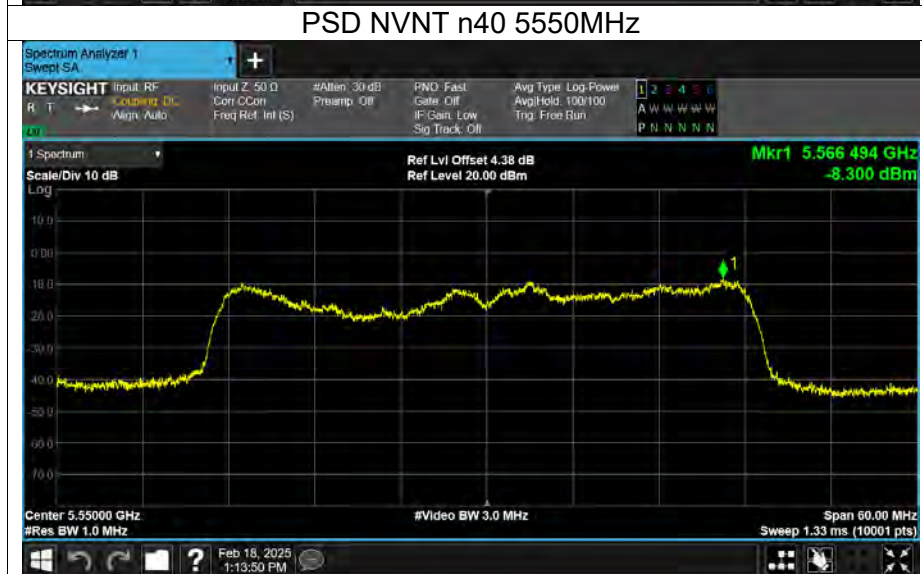 PSD NVNT n40 5550MHz
Spectrum Analyzer 1
Swept SA
+
KEYSIGHT Input: RF
R T
Coupling: DC
Align: Auto
Input Z: 50 Ω
Corr CCorr
Freq Ref: Int (S)
#Atten: 30 dB
Preamp: Off
PNO: Fast
Gate: Off
IF Gain: Low
Sig Track: Off
Avg Type: Log-Power
Avg|Hold: 100/100
Trig: Free Run
1 2 3 4 5 6
A W W W W W
P N N N N N
1 Spectrum
Scale/Div 10 dB
Log
Ref Lvl Offset 4.38 dB
Ref Level 20.00 dBm
Mkr1 5.566 494 GHz
-8.300 dBm
10.0
0.00
-10.0
-20.0
-30.0
-40.0
-50.0
-60.0
-70.0
1
Center 5.55000 GHz
#Res BW 1.0 MHz
#Video BW 3.0 MHz
Span 60.00 MHz
Sweep 1.33 ms (10001 pts)
?
Feb 18, 2025
1:13:50 PM